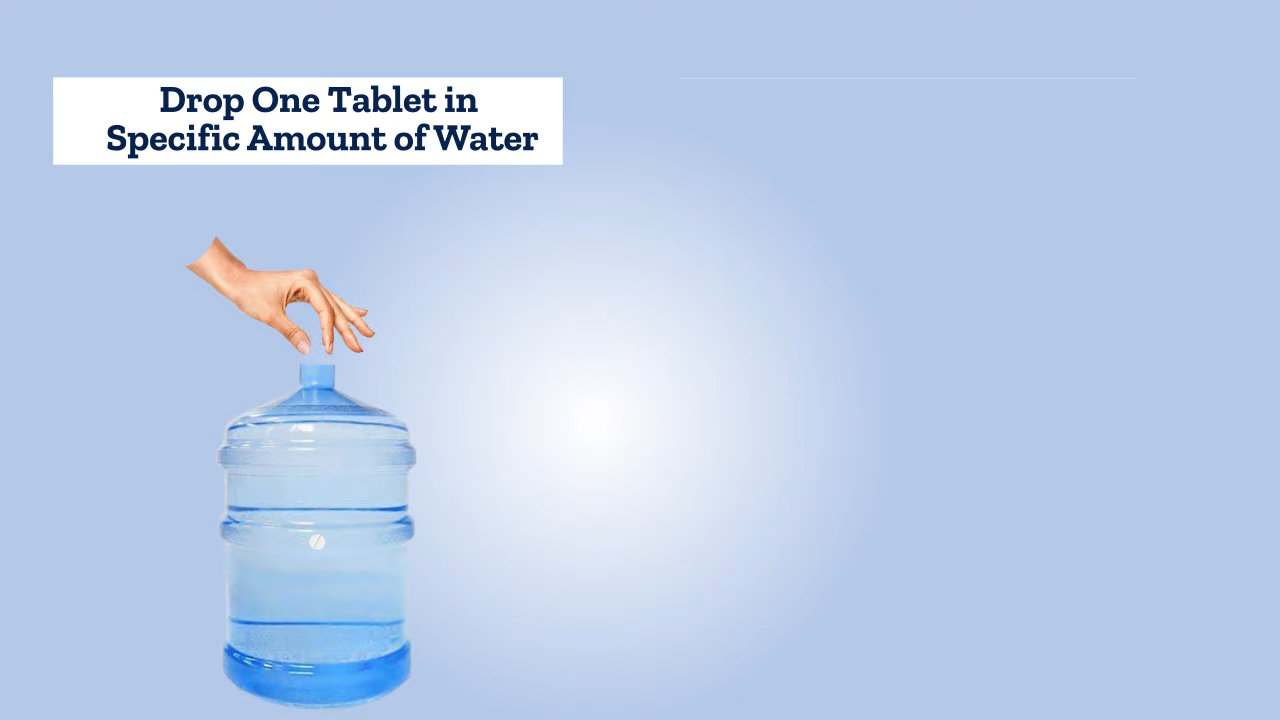 Drop One Tablet in
Specific Amount of Water